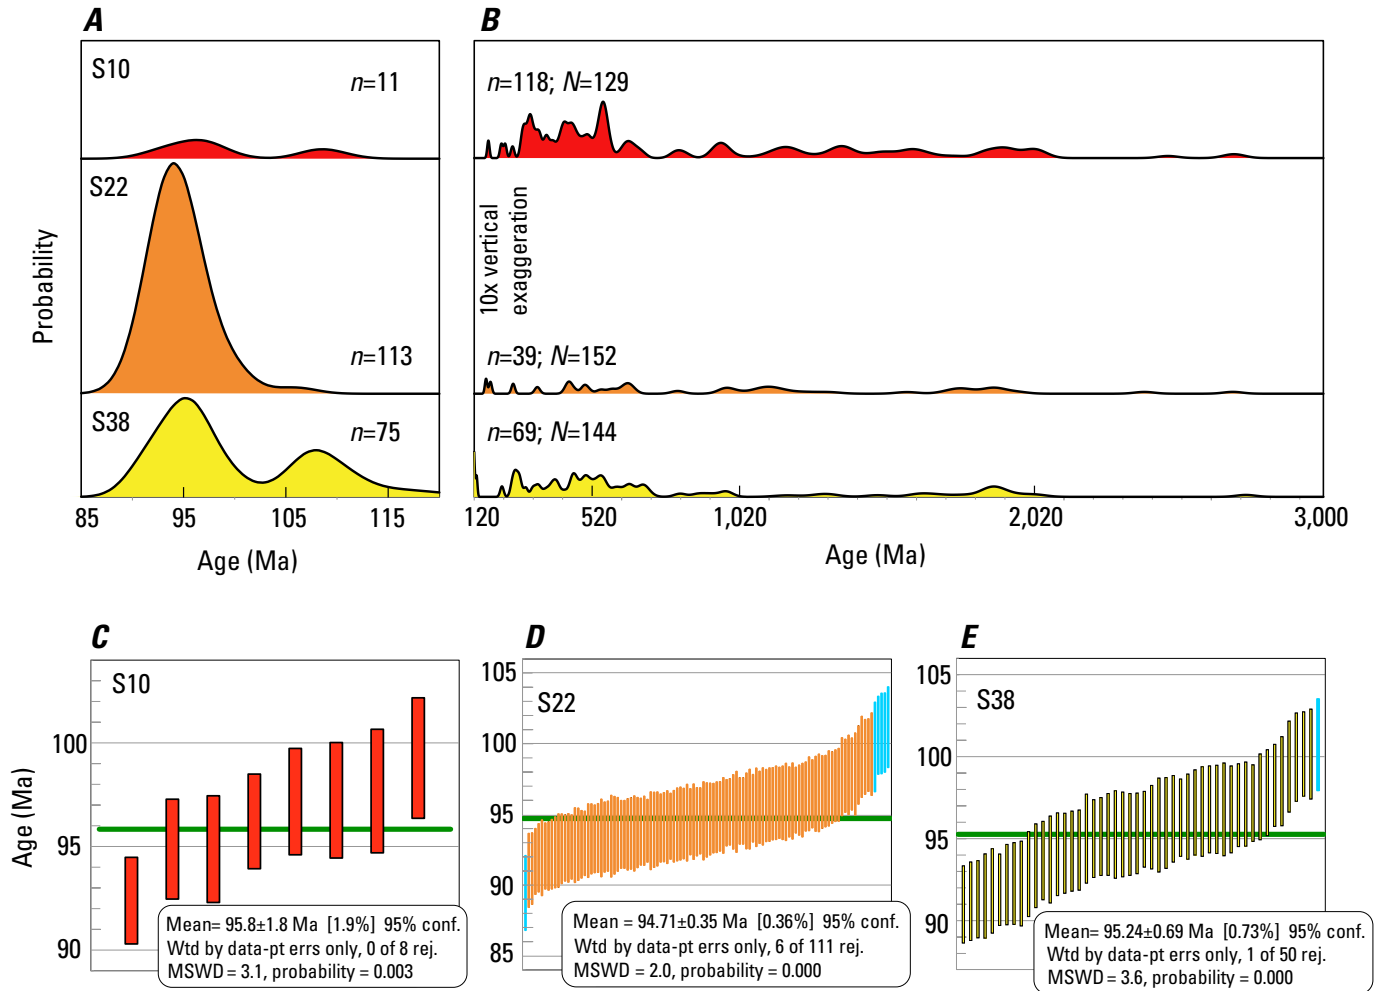 A
B
S10
n=11
n=118; N=129
S22
n=113
10x vertical
exaggeration
n=39; N=152
S38
n=75
n=69; N=144
Probability
85 95 105 115
Age (Ma)
120 520 1,020 2,020 3,000
Age (Ma)
C
S10
100
95
90
Age (Ma)
Mean= 95.8±1.8 Ma [1.9%] 95% conf.
Wtd by data-pt errs only, 0 of 8 rej.
MSWD = 3.1, probability = 0.003
D
S22
105
100
95
90
85
Mean = 94.71±0.35 Ma [0.36%] 95% conf.
Wtd by data-pt errs only, 6 of 111 rej.
MSWD = 2.0, probability = 0.000
E
S38
105
100
95
90
Mean= 95.24±0.69 Ma [0.73%] 95% conf.
Wtd by data-pt errs only, 1 of 50 rej.
MSWD = 3.6, probability = 0.000